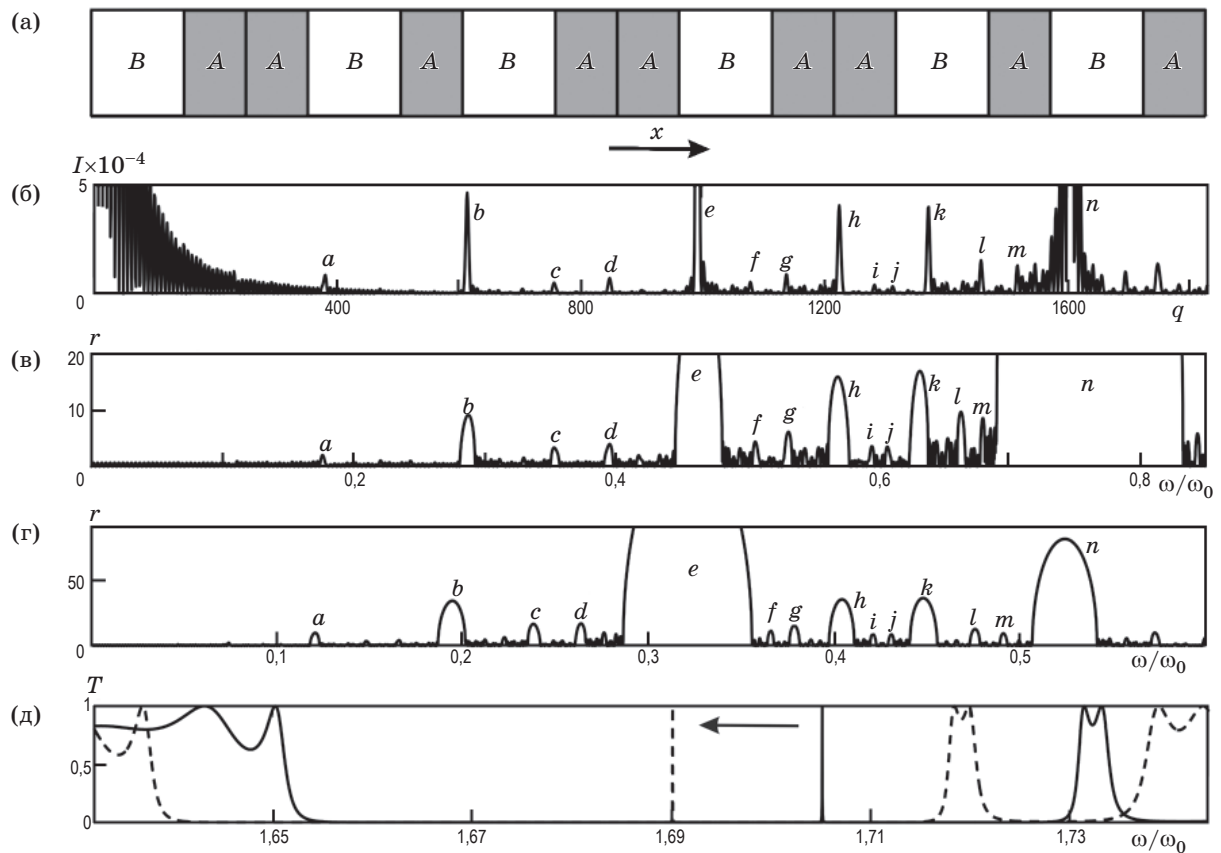 (а)
B A A B A B A A B A A B A B A
x
(б)
I×10⁻⁴
5
0
a b c d e f g h i j k l m n
400 800 1200 1600 q
(в)
r
20
10
0
a b c d e f g h i j k l m n
0,2 0,4 0,6 0,8 ω/ω₀
(г)
r
50
0
a b c d e f g h i j k l m n
0,1 0,2 0,3 0,4 0,5 ω/ω₀
(д)
T
1
0,5
0
1,65 1,67 1,69 1,71 1,73 ω/ω₀